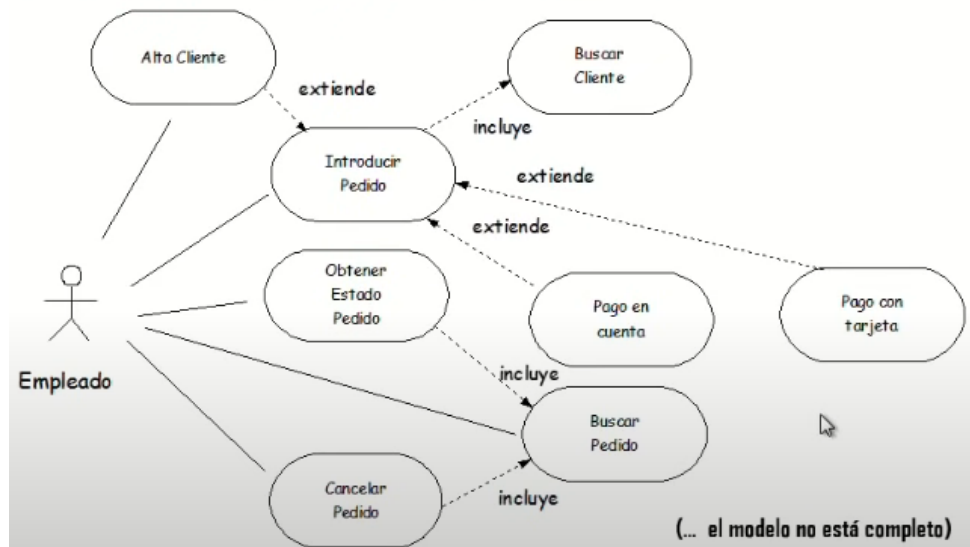 Alta Cliente
Buscar
Cliente
extiende
incluye
Introducir
Pedido
extiende
extiende
Obtener
Estado
Pedido
Pago en
cuenta
Pago con
tarjeta
Empleado
incluye
Buscar
Pedido
Cancelar
Pedido
incluye
(... el modelo no está completo)